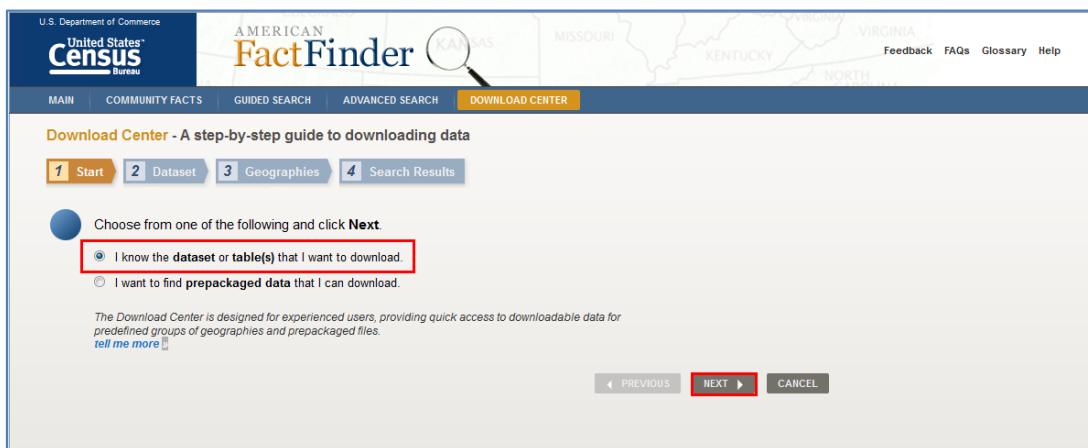 U.S. Department of Commerce
United States™
Census
Bureau
AMERICAN
FactFinder
KANSAS
MISSOURI
KENTUCKY
VIRGINIA
VIRGINIA
NORTH
Feedback FAQs Glossary Help
MAIN COMMUNITY FACTS GUIDED SEARCH ADVANCED SEARCH DOWNLOAD CENTER
Download Center - A step-by-step guide to downloading data
1 Start 2 Dataset 3 Geographies 4 Search Results
Choose from one of the following and click Next.
I know the dataset or table(s) that I want to download.
I want to find prepackaged data that I can download.
The Download Center is designed for experienced users, providing quick access to downloadable data for
predefined groups of geographies and prepackaged files.
tell me more
PREVIOUS NEXT CANCEL